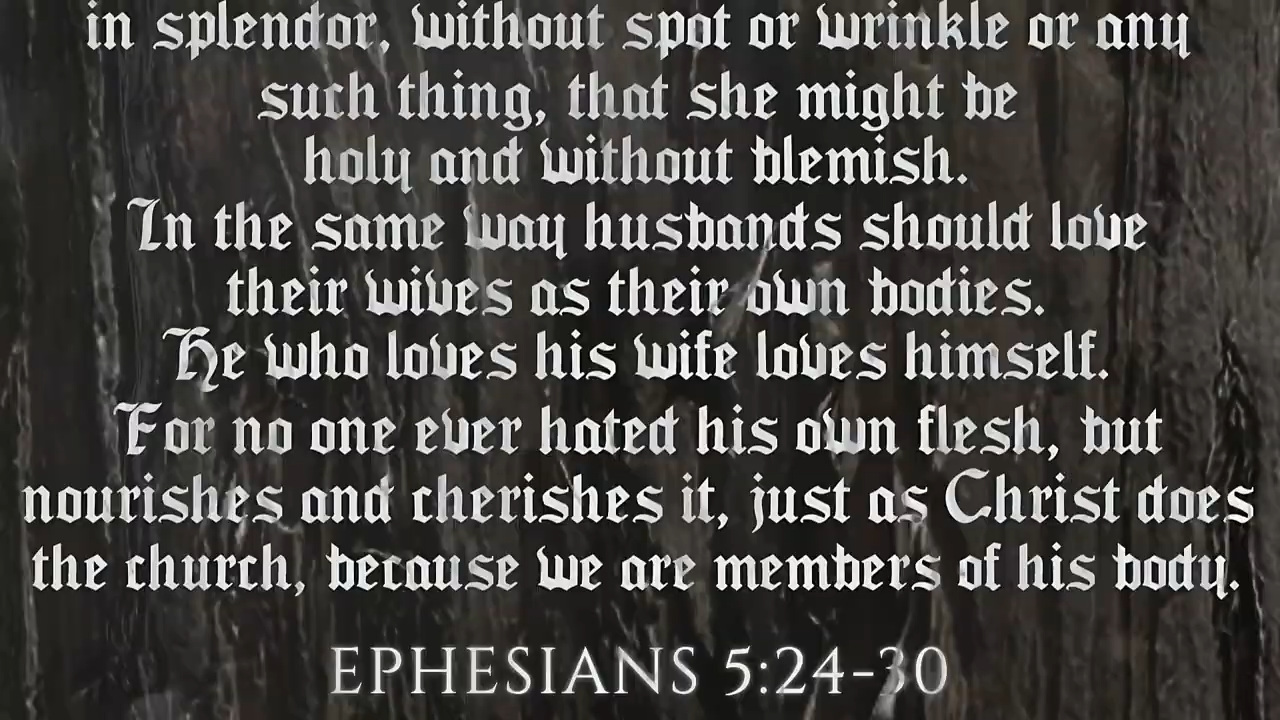 in splendor, without spot or wrinkle or any
such thing, that she might be
holy and without blemish.
In the same way husbands should love
their wives as their own bodies.
He who loves his wife loves himself.
For no one ever hated his own flesh, but
nourishes and cherishes it, just as Christ does
the church, because we are members of his body.
EPHESIANS 5:24-30